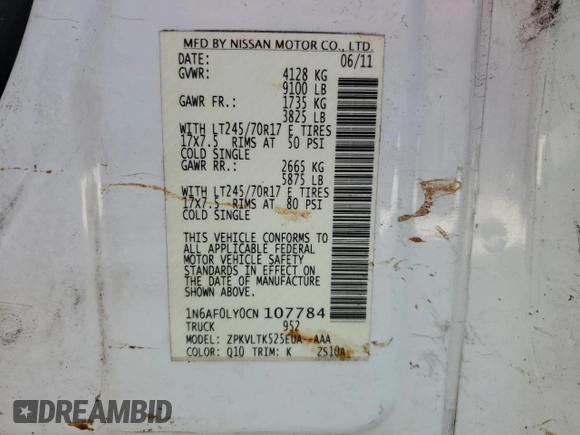 MFD BY NISSAN MOTOR CO., LTD.
DATE: 06/11
GVWR: 4128 KG
9100 LB
GAWR FR.: 1735 KG
3825 LB
WITH LT245/70R17 E TIRES
17X7.5 RIMS AT 50 PSI
COLD SINGLE
GAWR RR.: 2665 KG
5875 LB
WITH LT245/70R17 E TIRES
17X7.5 RIMS AT 80 PSI
COLD SINGLE
THIS VEHICLE CONFORMS TO
ALL APPLICABLE FEDERAL
MOTOR VEHICLE SAFETY
STANDARDS IN EFFECT ON
THE DATE OF MANUFACTURE
SHOWN ABOVE.
1N6AF0LY0CN 107784
TRUCK 952
MODEL: ZPKVLTK525EUA--AAA
COLOR: Q10 TRIM: K 2510A
DREAMBID